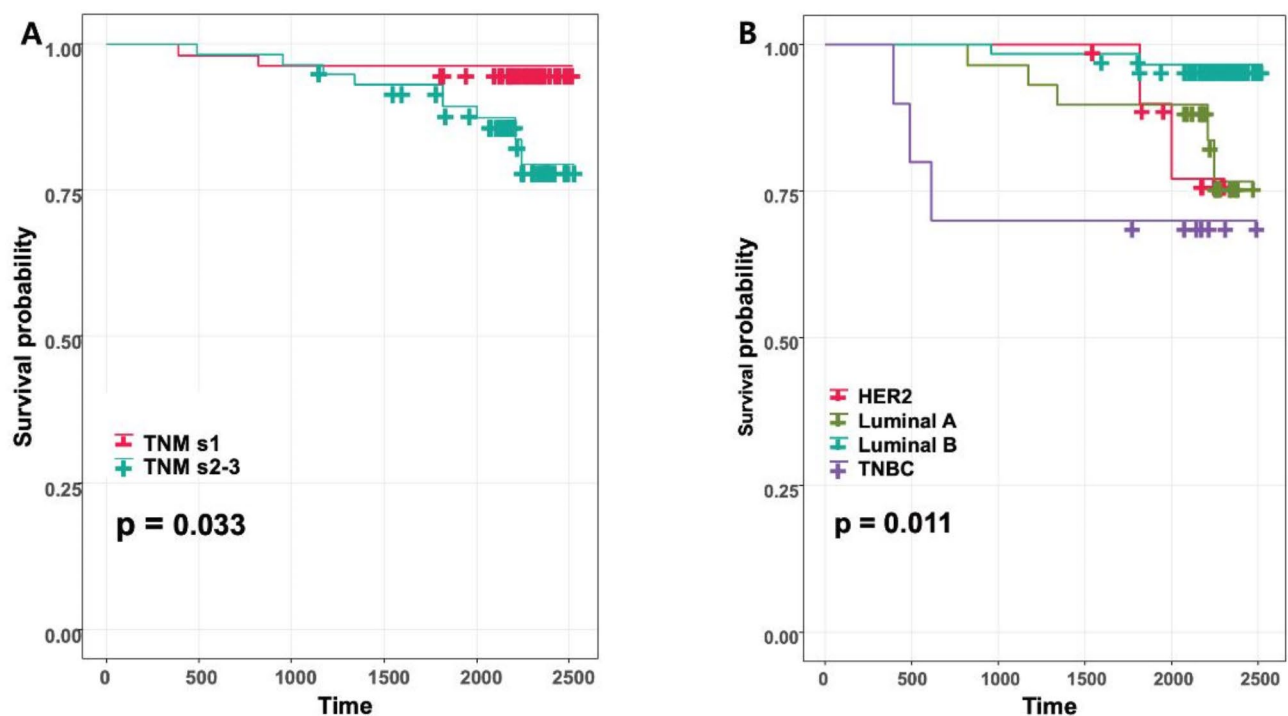 A
1.00
0.75
0.50
0.25
0.00
Survival probability
TNM s1
TNM s2-3
p = 0.033
0 500 1000 1500 2000 2500
Time
B
1.00
0.75
0.50
0.25
0.00
Survival probability
HER2
Luminal A
Luminal B
TNBC
p = 0.011
0 500 1000 1500 2000 2500
Time